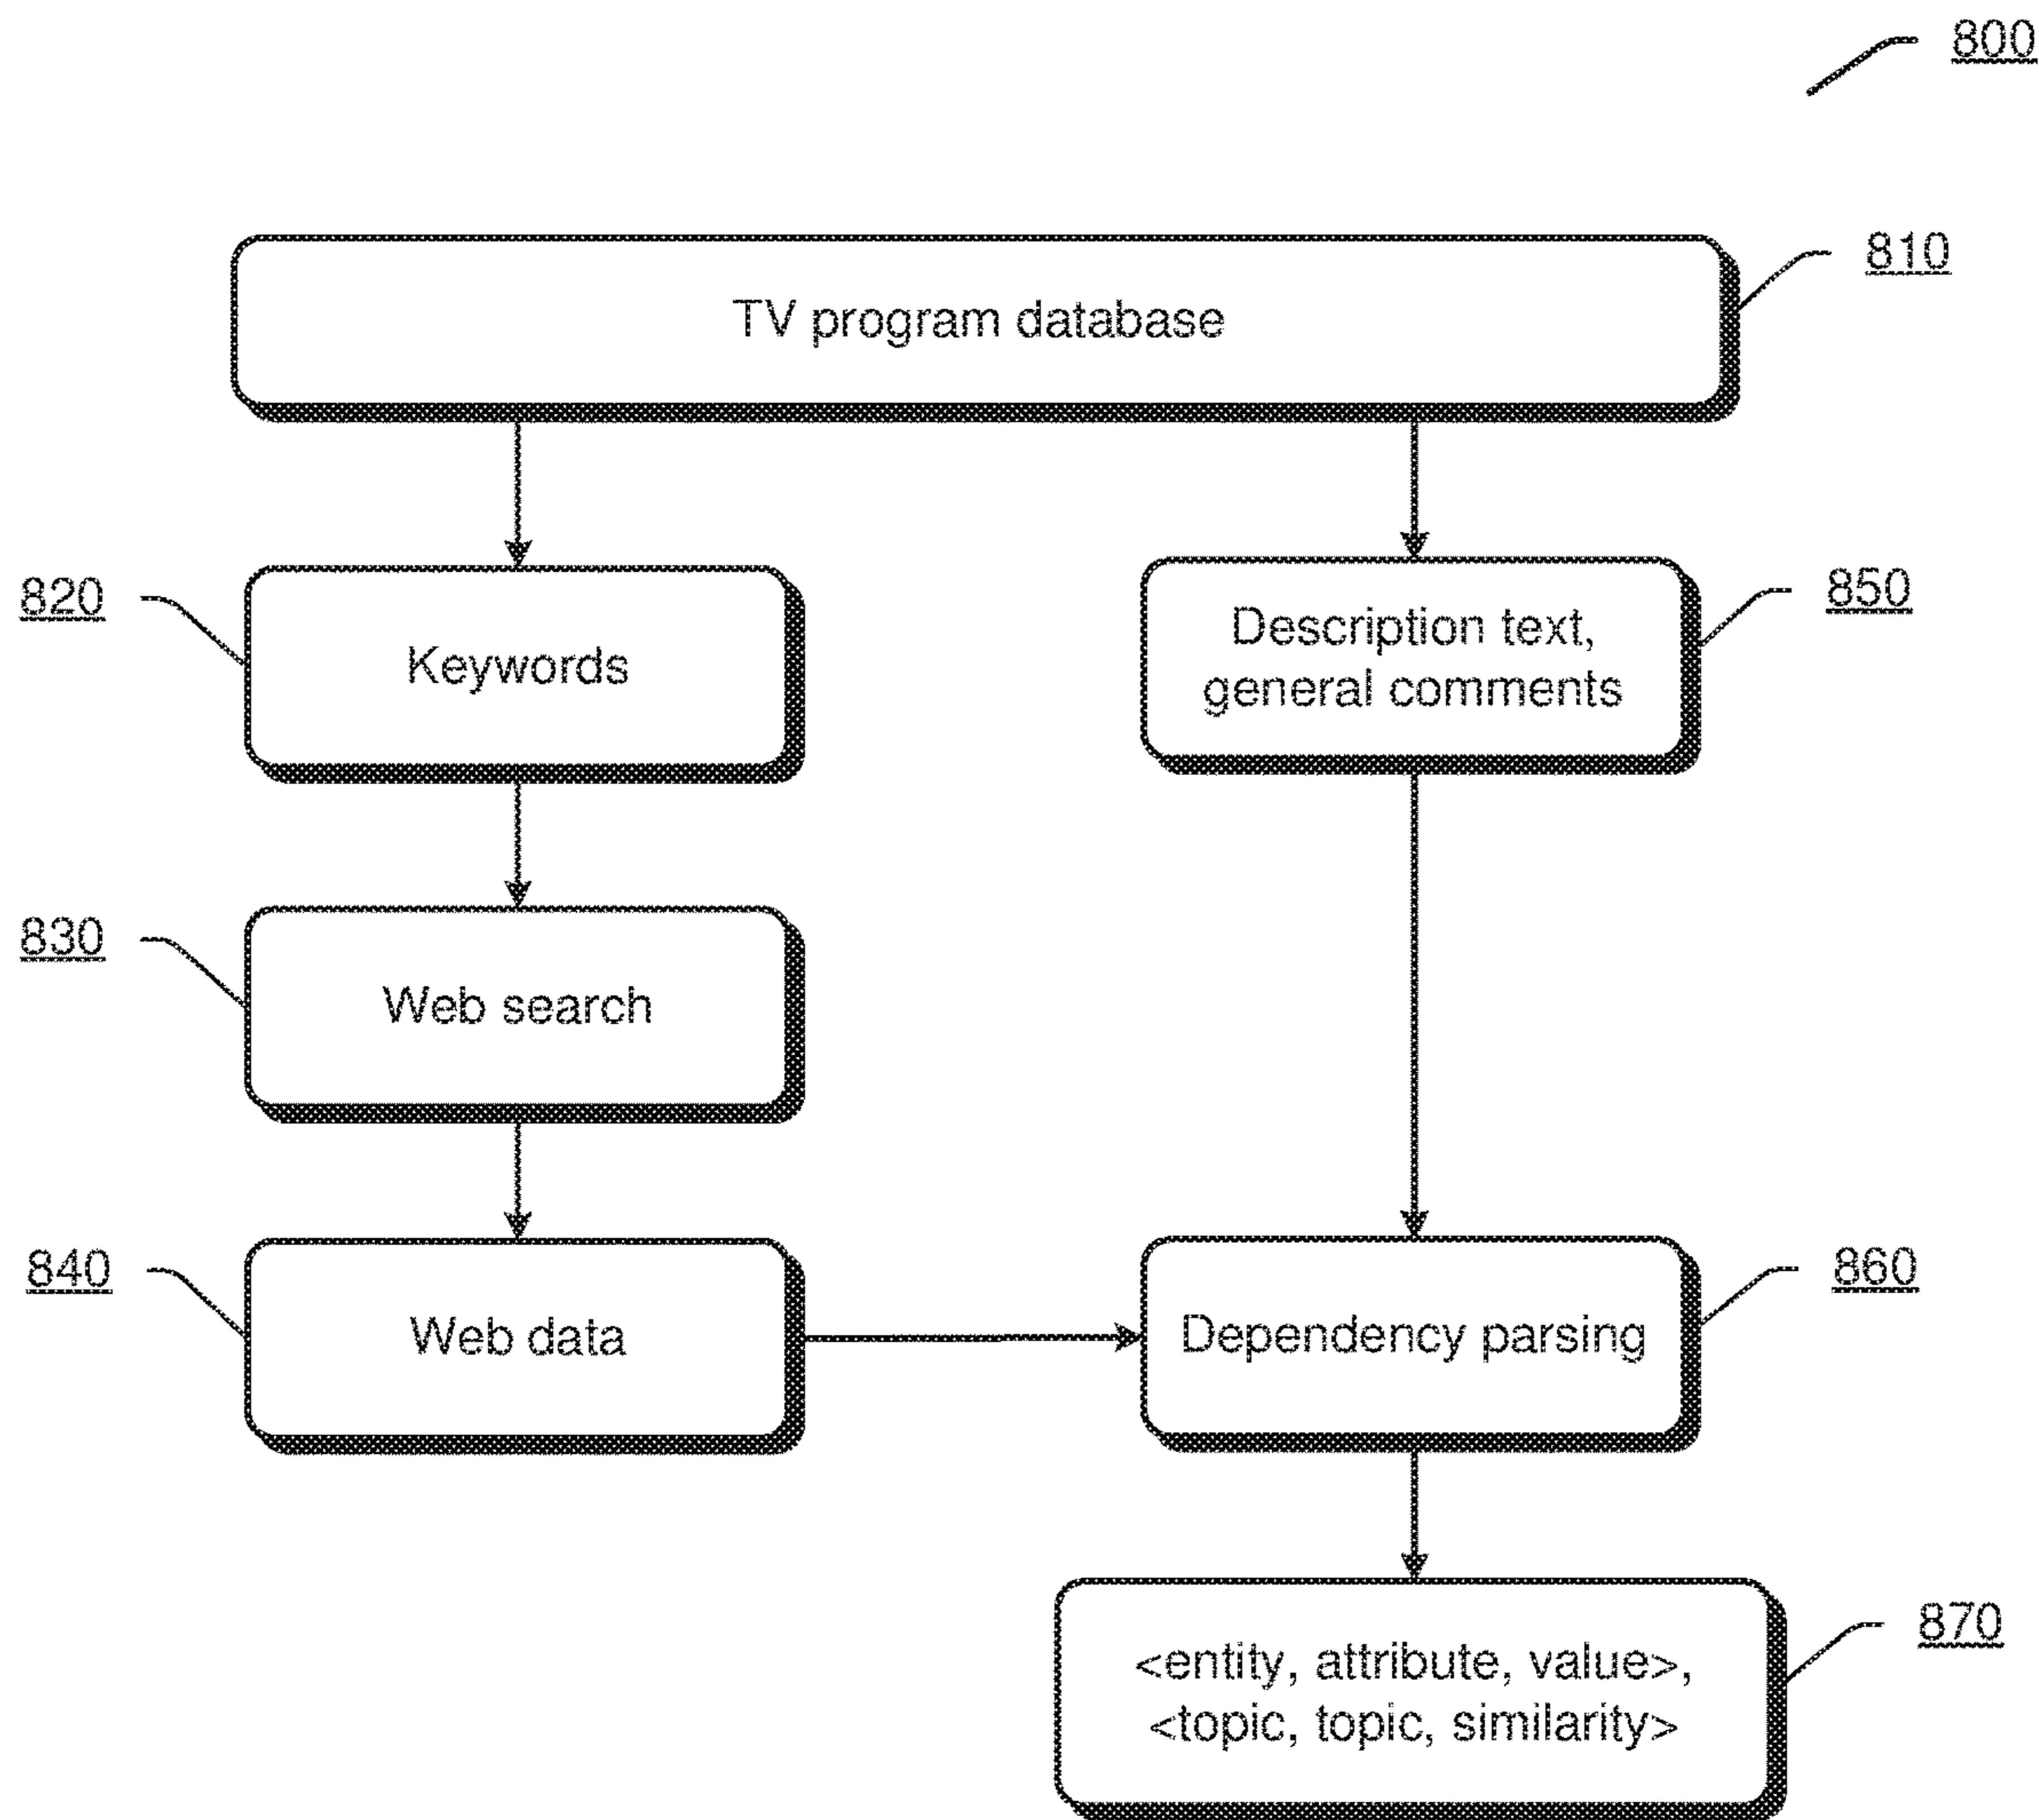 800
810
TV program database
820
Keywords
850
Description text,
general comments
830
Web search
840
Web data
860
Dependency parsing
870
<entity, attribute, value>,
<topic, topic, similarity>